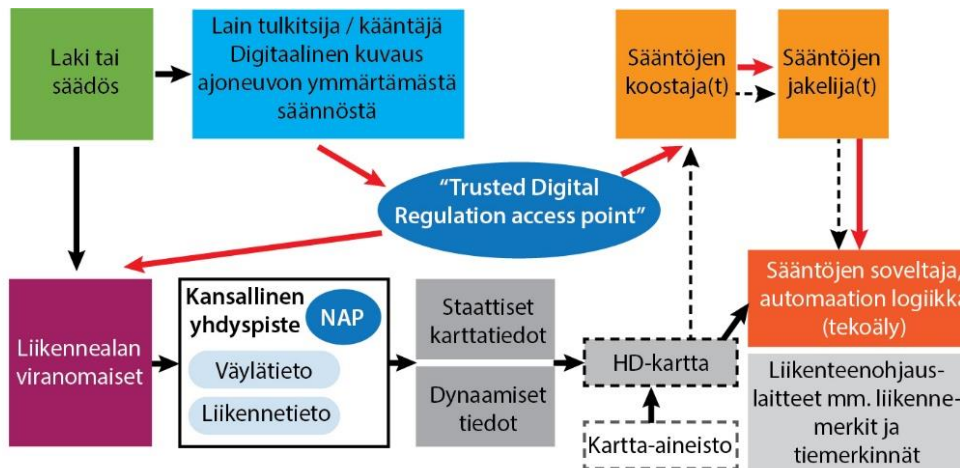 Laki tai
säädös
Lain tulkitsija / kääntäjä
Digitaalinen kuvaus
ajoneuvon ymmärtämästä
säännöstä
Sääntöjen
koostaja(t)
Sääntöjen
jakelija(t)
“Trusted Digital
Regulation access point”
Liikennealan
viranomaiset
Kansallinen
yhdyspiste
NAP
Väylätieto
Liikennetieto
Staattiset
karttatiedot
Dynaamiset
tiedot
HD-kartta
Kartta-aineisto
Sääntöjen soveltaja,
automaation logiikka
(tekoäly)
Liikenteenohjaus-
laitteet mm. liikenne-
merkit ja
tiemerkinnät